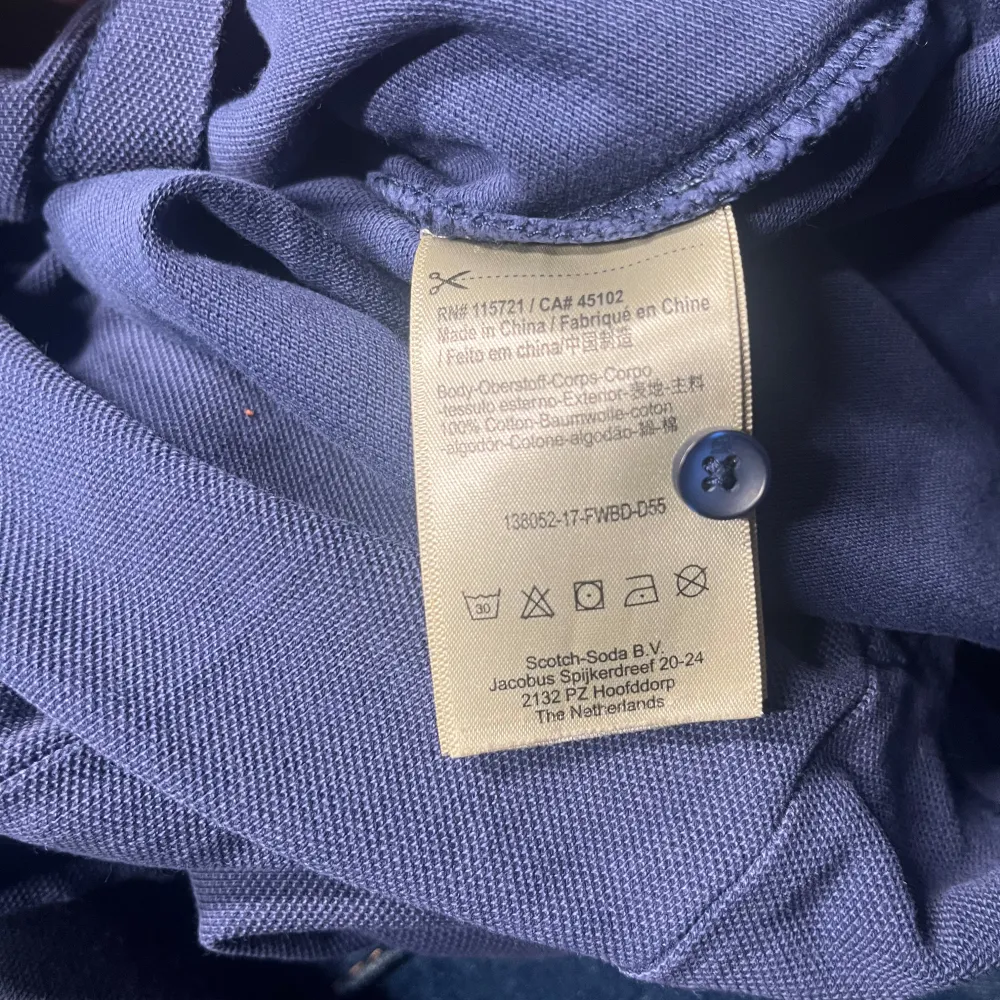 RN# 115721 / CA# 45102
Made in China / Fabriqué en Chine
/ Feito em china/中国制造
Body-Oberstoff-Corps-Corpo
-tessuto esterno-Exterior-表地-主料
100% Cotton-Baumwolle-coton
-algodón-Cotone-algodão-綿-棉
138052-17-FWBD-D55
30
Scotch-Soda B.V.
Jacobus Spijkerdreef 20-24
2132 PZ Hoofddorp
The Netherlands